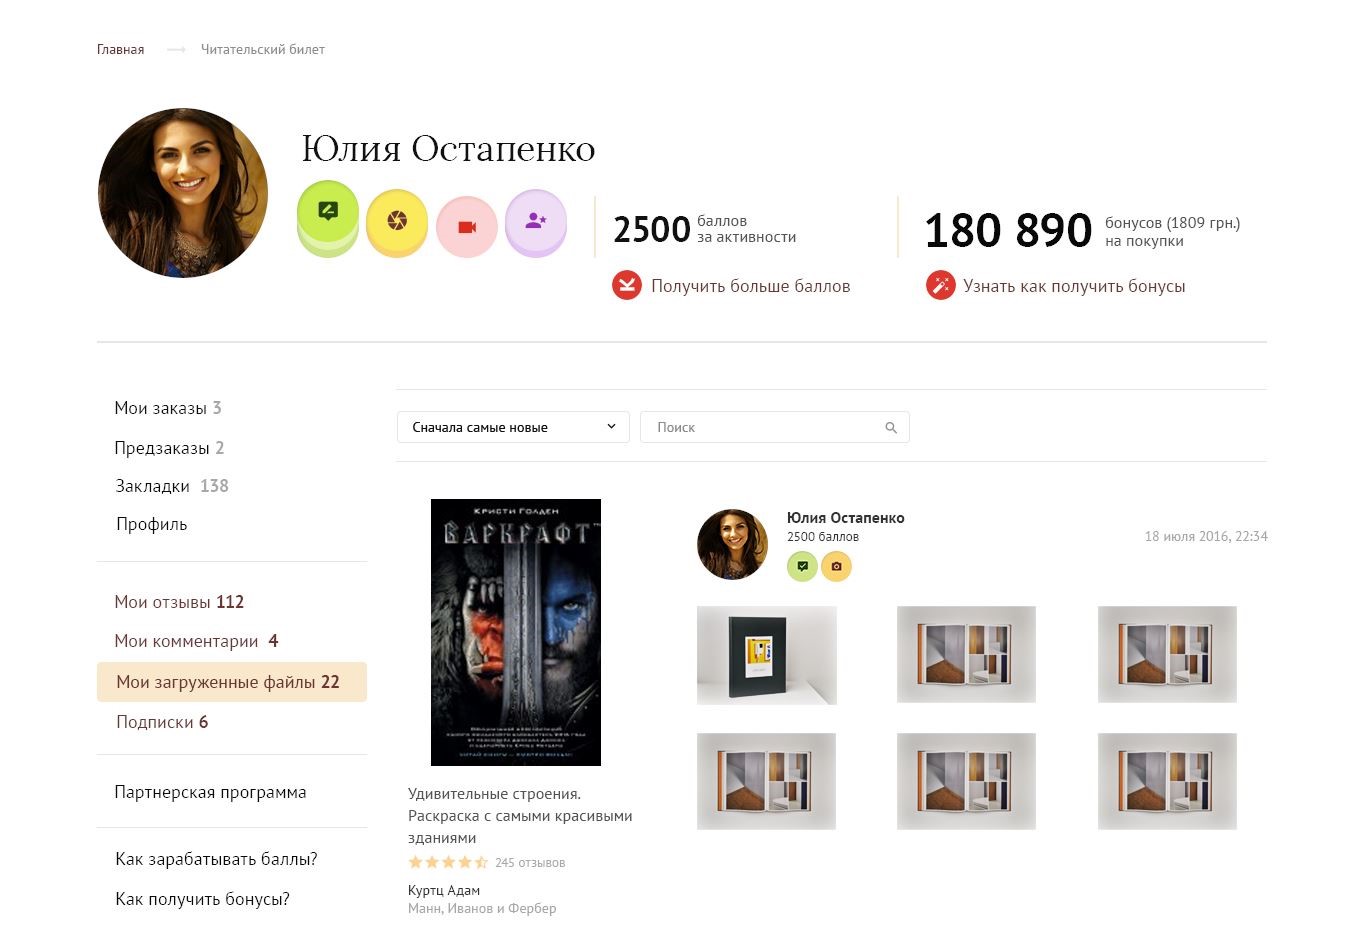 Главная
Читательский билет
Юлия Остапенко
2500 баллов
за активности
180 890 бонусов (1809 грн.)
на покупки
Получить больше баллов
Узнать как получить бонусы
Мои заказы 3
Предзаказы 2
Закладки 138
Профиль
Мои отзывы 112
Мои комментарии 4
Мои загруженные файлы 22
Подписки 6
Партнерская программа
Как зарабатывать баллы?
Как получить бонусы?
Сначала самые новые
Поиск
КРИСТИ ГОЛДЕН
ВАРКРАФТ
Удивительные строения.
Раскраска с самыми красивыми
зданиями
245 отзывов
Куртц Адам
Манн, Иванов и Фербер
Юлия Остапенко
2500 баллов
18 июля 2016, 22:34